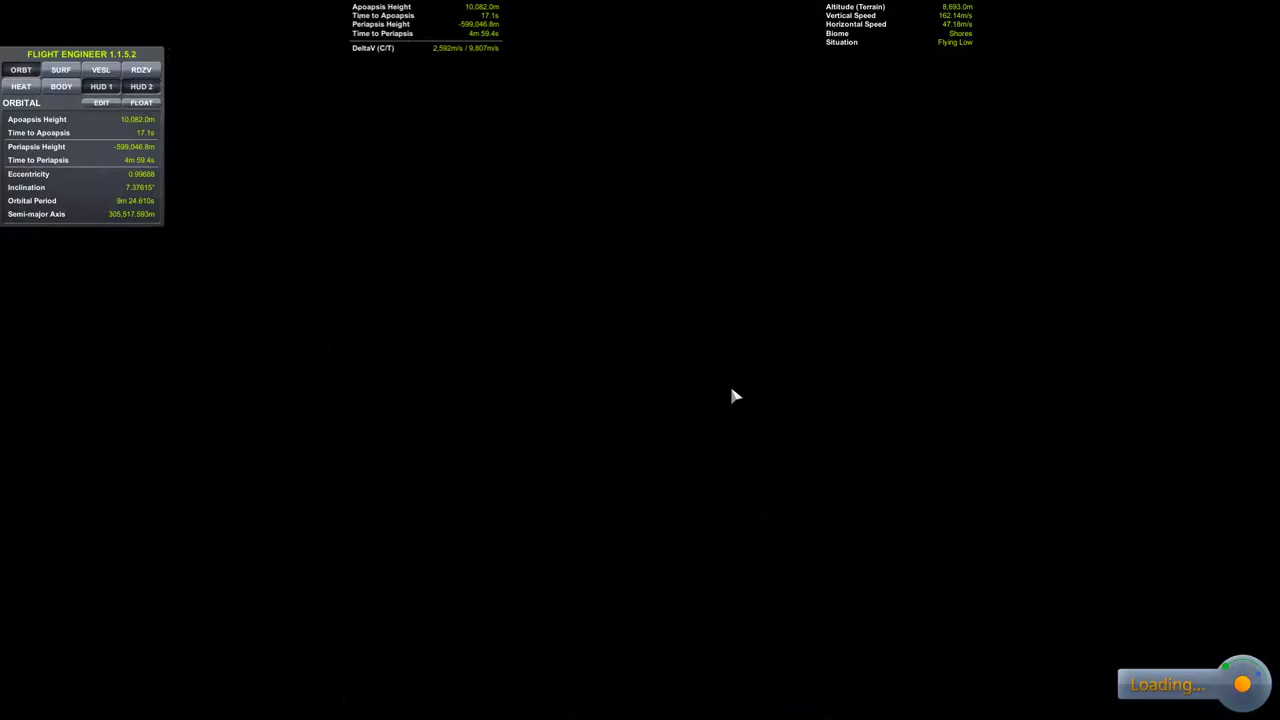 Apoapsis Height 10,082.0m
Time to Apoapsis 17.1s
Periapsis Height -599,046.8m
Time to Periapsis 4m 59.4s
DeltaV (C/T) 2,592m/s / 9,807m/s
Altitude (Terrain) 8,693.0m
Vertical Speed 162.14m/s
Horizontal Speed 47.18m/s
Biome Shores
Situation Flying Low
FLIGHT ENGINEER 1.1.5.2
ORBT SURF VESL RDZV
HEAT BODY HUD 1 HUD 2
ORBITAL EDIT FLOAT
Apoapsis Height 10,082.0m
Time to Apoapsis 17.1s
Periapsis Height -599,046.8m
Time to Periapsis 4m 59.4s
Eccentricity 0.99688
Inclination 7.37615°
Orbital Period 9m 24.610s
Semi-major Axis 305,517.593m
Loading...